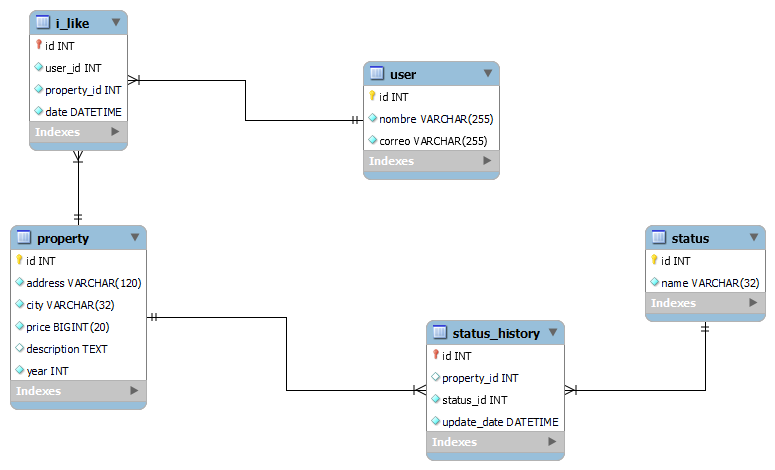 i_like
id INT
user_id INT
property_id INT
date DATETIME
Indexes
user
id INT
nombre VARCHAR(255)
correo VARCHAR(255)
Indexes
property
id INT
address VARCHAR(120)
city VARCHAR(32)
price BIGINT(20)
description TEXT
year INT
Indexes
status
id INT
name VARCHAR(32)
Indexes
status_history
id INT
property_id INT
status_id INT
update_date DATETIME
Indexes